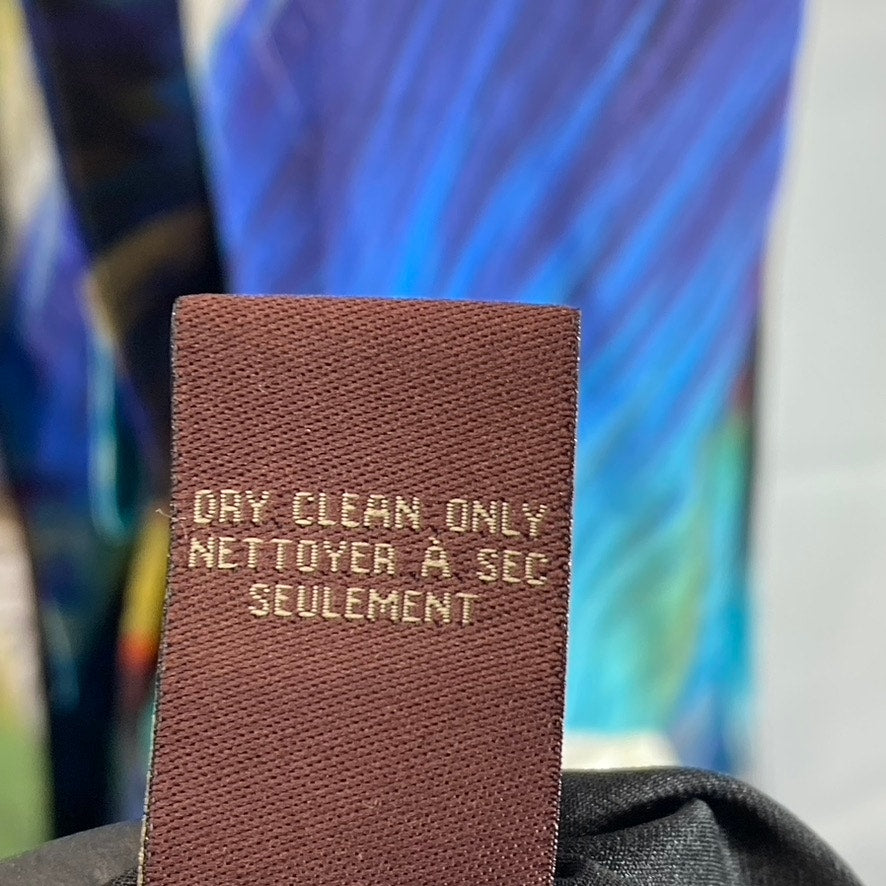 DRY CLEAN ONLY
NETTOYER À SEC
SEULEMENT